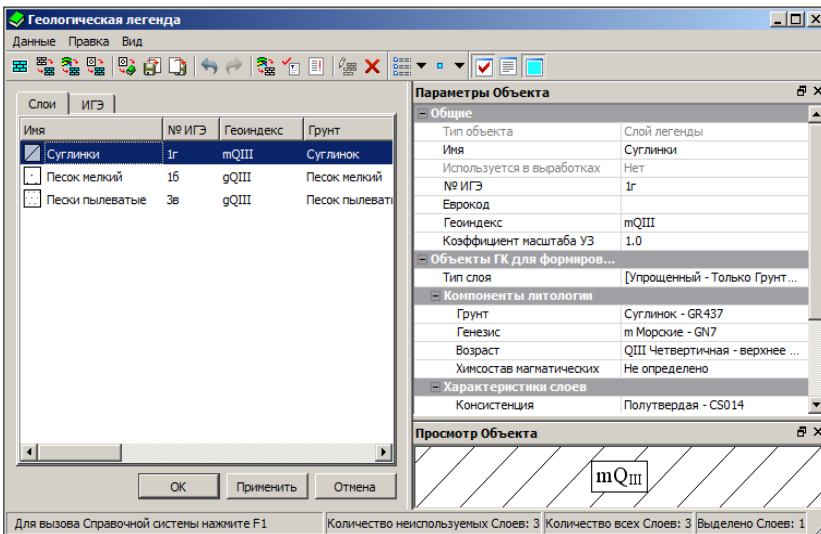 Геологическая легенда
Данные Правка Вид
Слои ИГЭ
Имя № ИГЭ Геоиндекс Грунт
Суглинки 1г mQIII Суглинок
Песок мелкий 1б gQIII Песок мелкий
Пески пылеватые 3в gQIII Песок пылеват
ОК Применить Отмена
Параметры Объекта
Общие
Тип объекта Слой легенды
Имя Суглинки
Используется в выработках Нет
№ ИГЭ 1г
Еврокод
Геоиндекс mQIII
Коэффициент масштаба УЗ 1.0
Объекты ГК для формиров...
Тип слоя [Упрощенный - Только Грунт...
Компоненты литологии
Грунт Суглинок - GR437
Генезис m Морские - GN7
Возраст QIII Четвертичная - верхнее ...
Химсостав магматических Не определено
Характеристики слоев
Консистенция Полутвердая - CS014
Просмотр Объекта
mQIII
Для вызова Справочной системы нажмите F1 Количество неиспользуемых Слоев: 3 Количество всех Слоев: 3 Выделено Слоев: 1